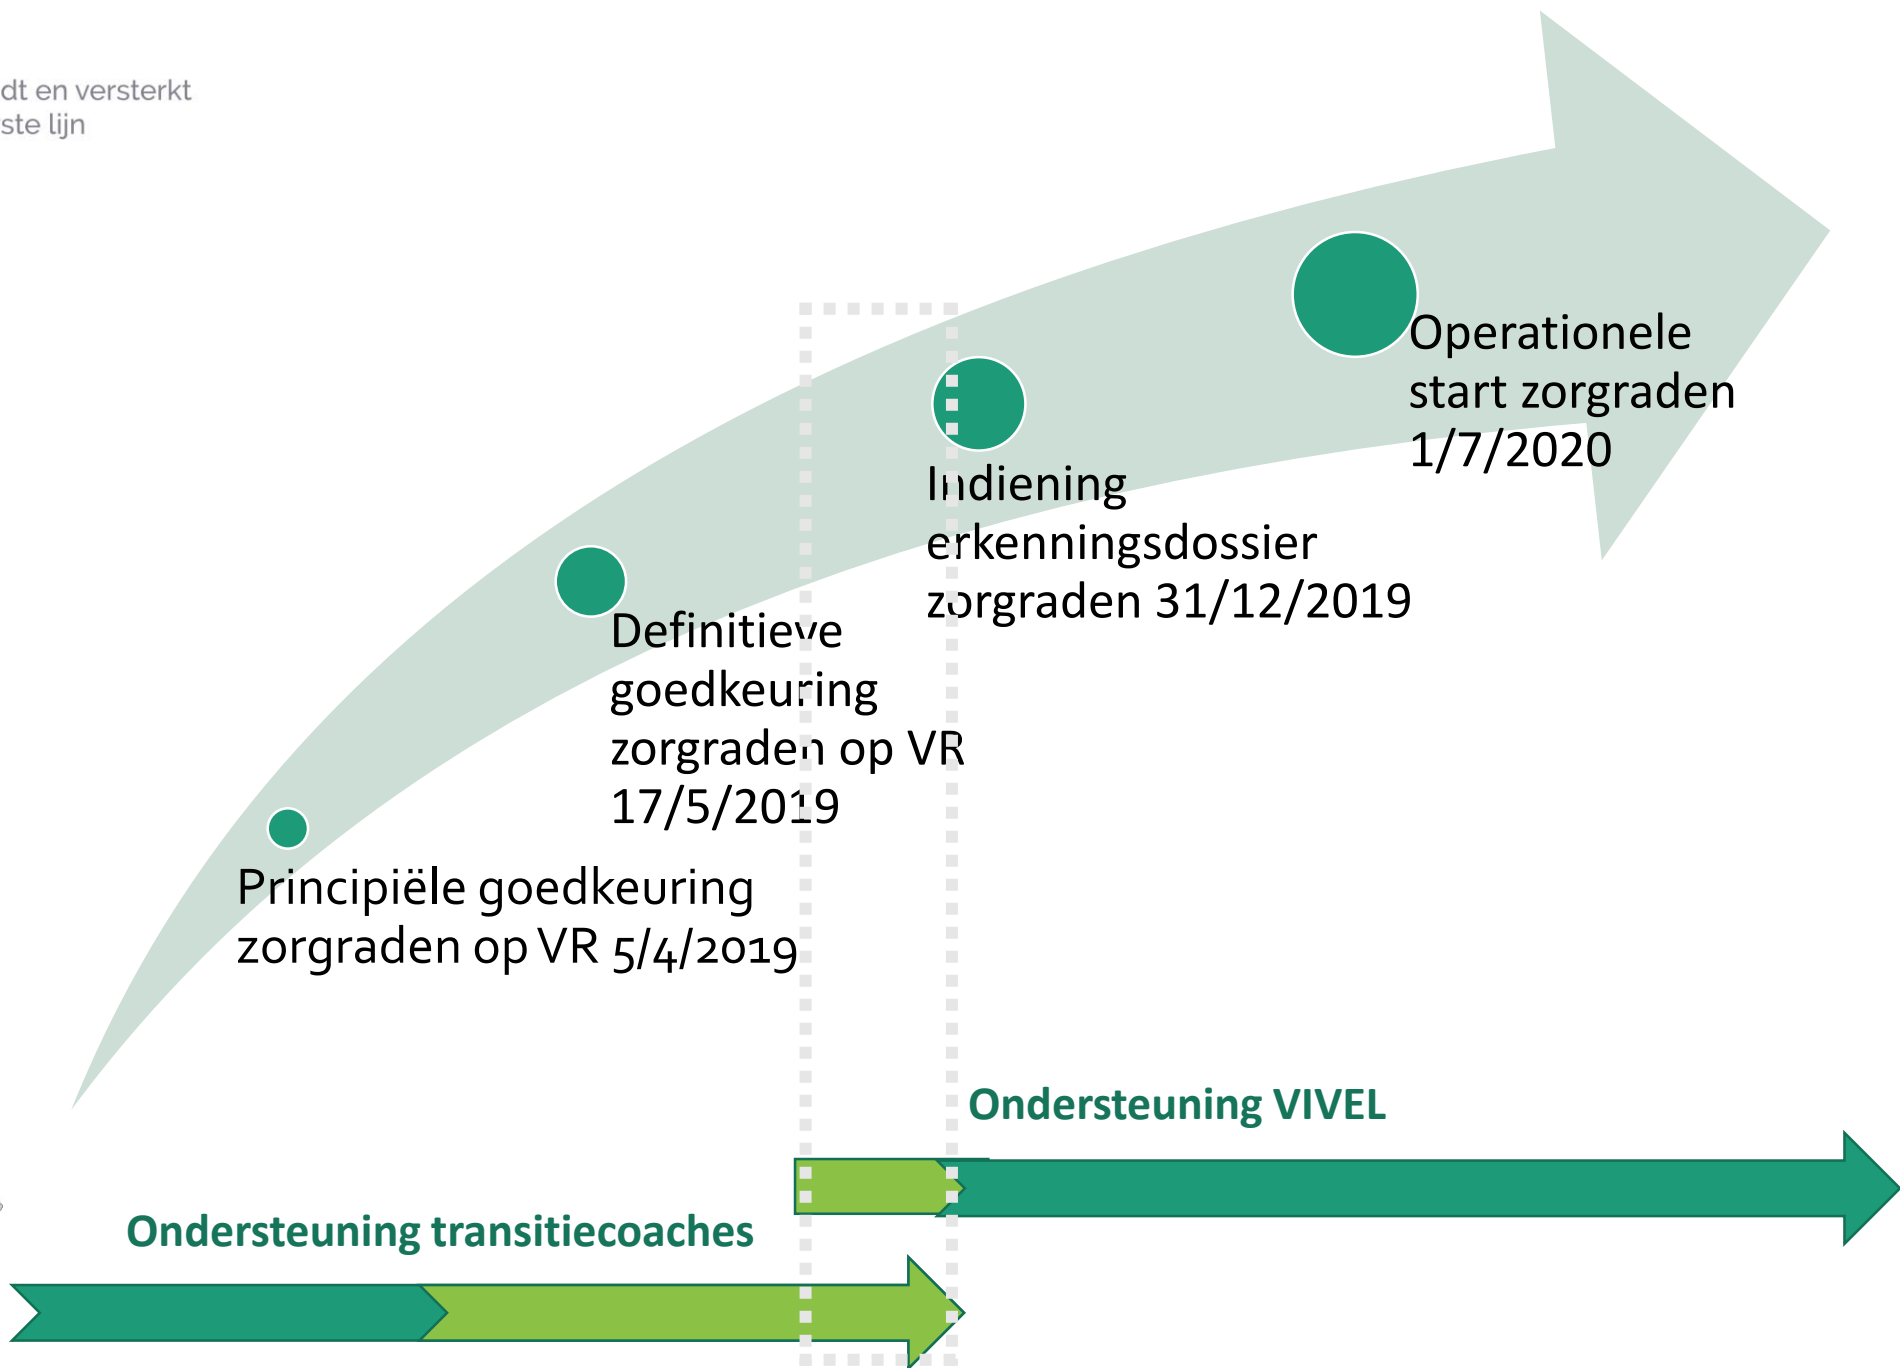 dt en versterkt
ste lijn
Operationele
start zorgraden
1/7/2020
Indiening
erkenningsdossier
zorgraden 31/12/2019
Definitieve
goedkeuring
zorgraden op VR
17/5/2019
Principiële goedkeuring
zorgraden op VR 5/4/2019
Ondersteuning VIVEL
Ondersteuning transitiecoaches